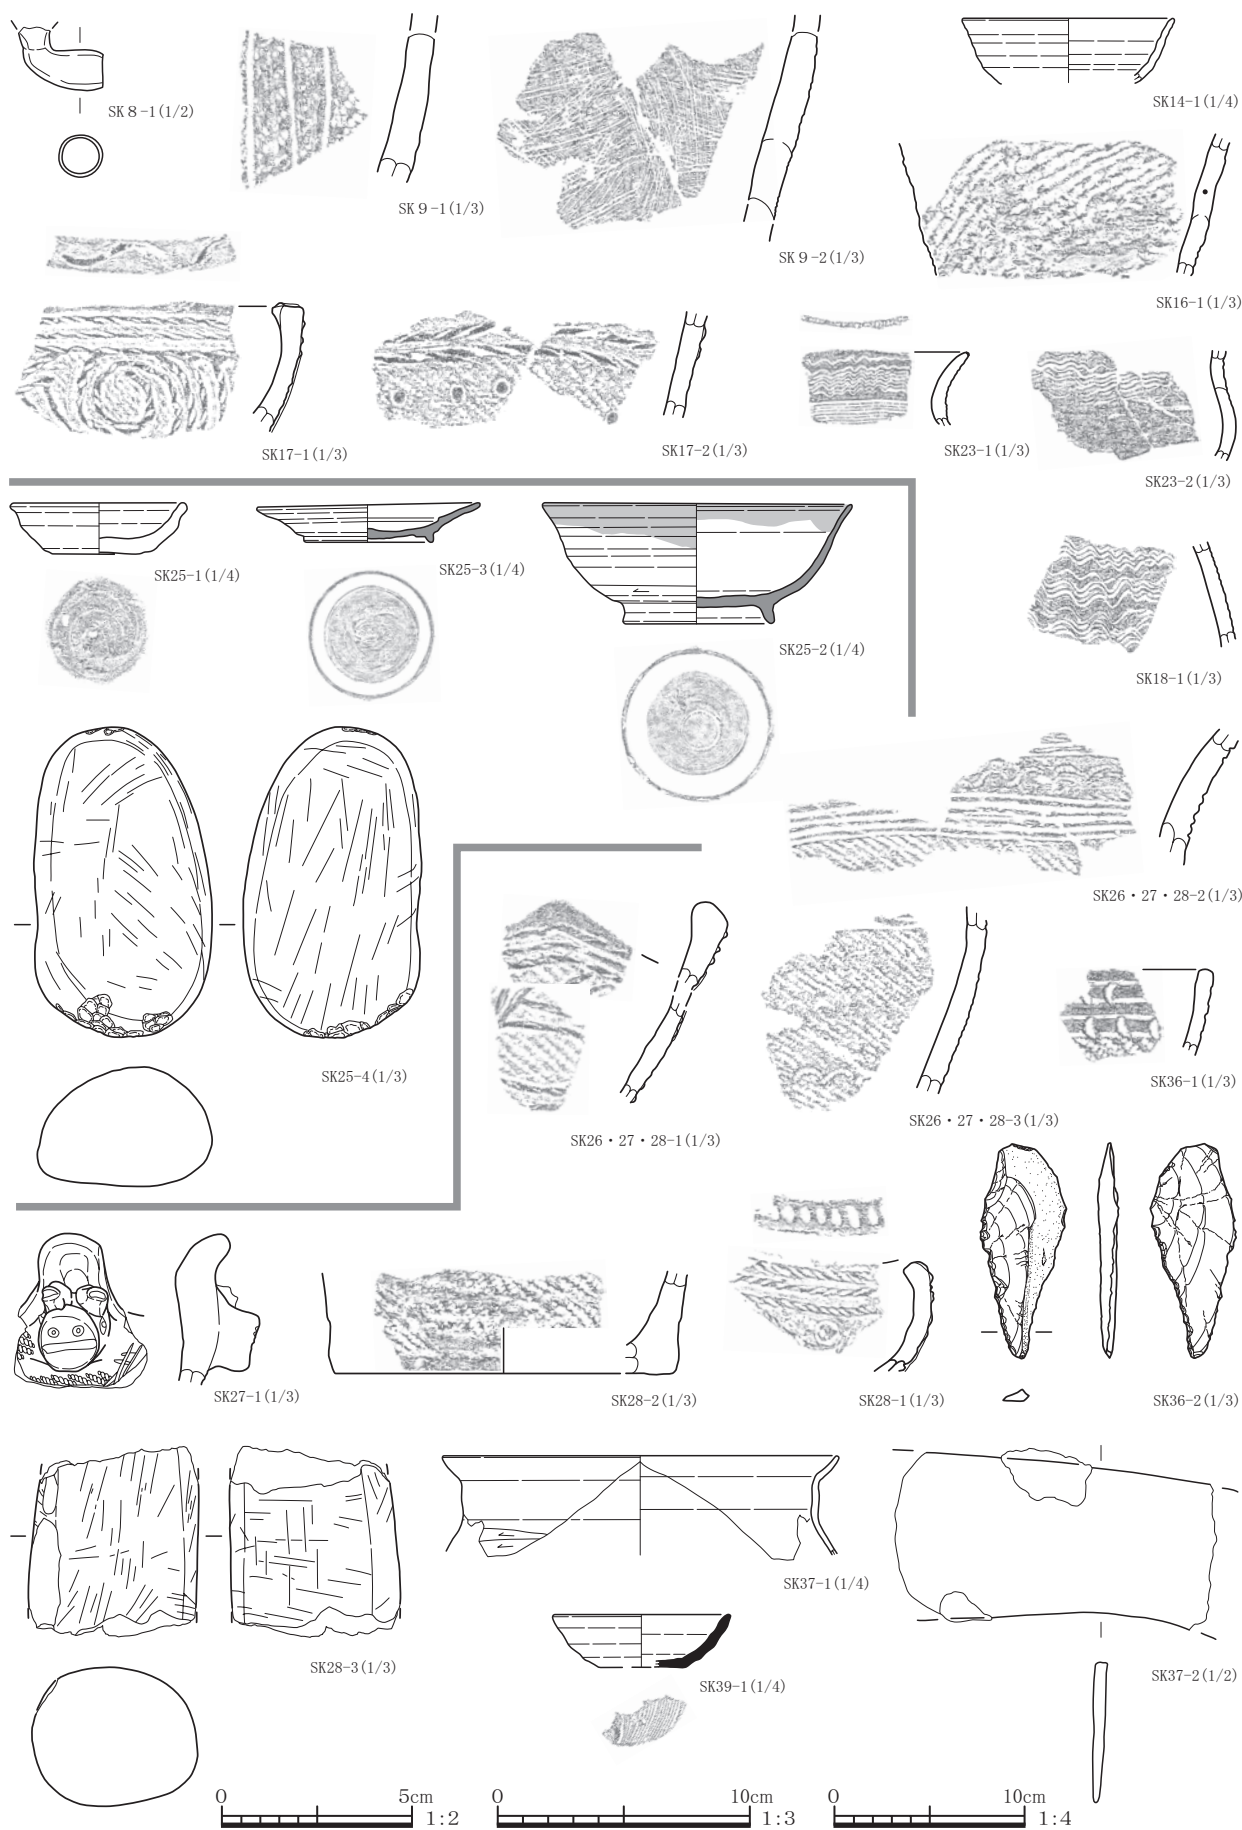 SK８-1(1/2)
SK９-1(1/3)
SK９-2(1/3)
SK14-1(1/4)
SK16-1(1/3)
SK17-1(1/3)
SK17-2(1/3)
SK23-1(1/3)
SK23-2(1/3)
SK25-1(1/4)
SK25-3(1/4)
SK25-2(1/4)
SK18-1(1/3)
SK26・27・28-2(1/3)
SK25-4(1/3)
SK26・27・28-1(1/3)
SK26・27・28-3(1/3)
SK36-1(1/3)
SK27-1(1/3)
SK28-2(1/3)
SK28-1(1/3)
SK36-2(1/3)
SK28-3(1/3)
SK37-1(1/4)
SK39-1(1/4)
SK37-2(1/2)
0 5cm 1:2
0 10cm 1:3
0 10cm 1:4